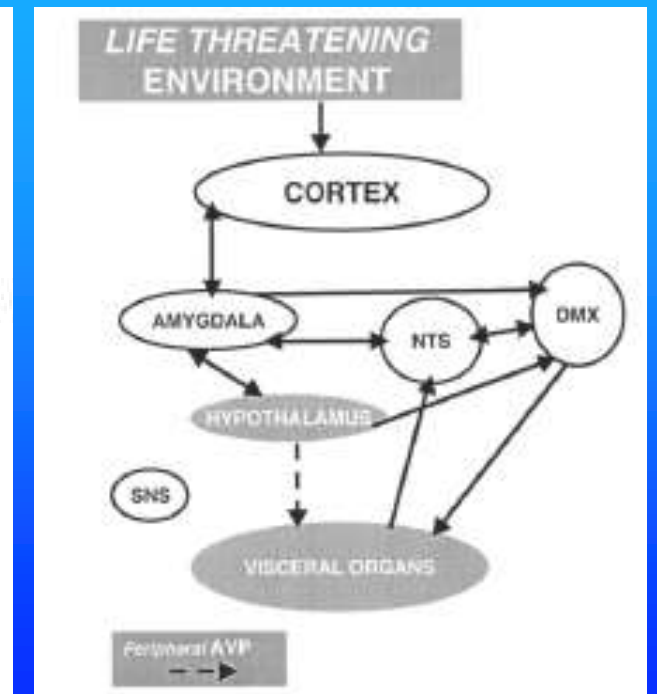 LIFE THREATENING
ENVIRONMENT
CORTEX
AMYGDALA
NTS
DMX
HYPOTHALAMUS
SNS
VISCERAL ORGANS
Peripheral AVP